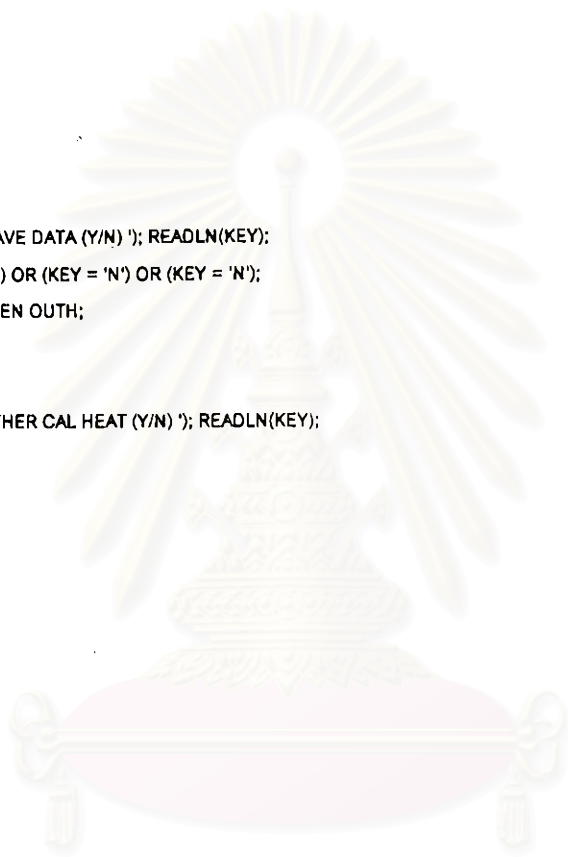 AVE DATA (Y/N) '); READLN(KEY);
) OR (KEY = 'N') OR (KEY = 'N');
EN OUTH;
THER CAL HEAT (Y/N) '); READLN(KEY);